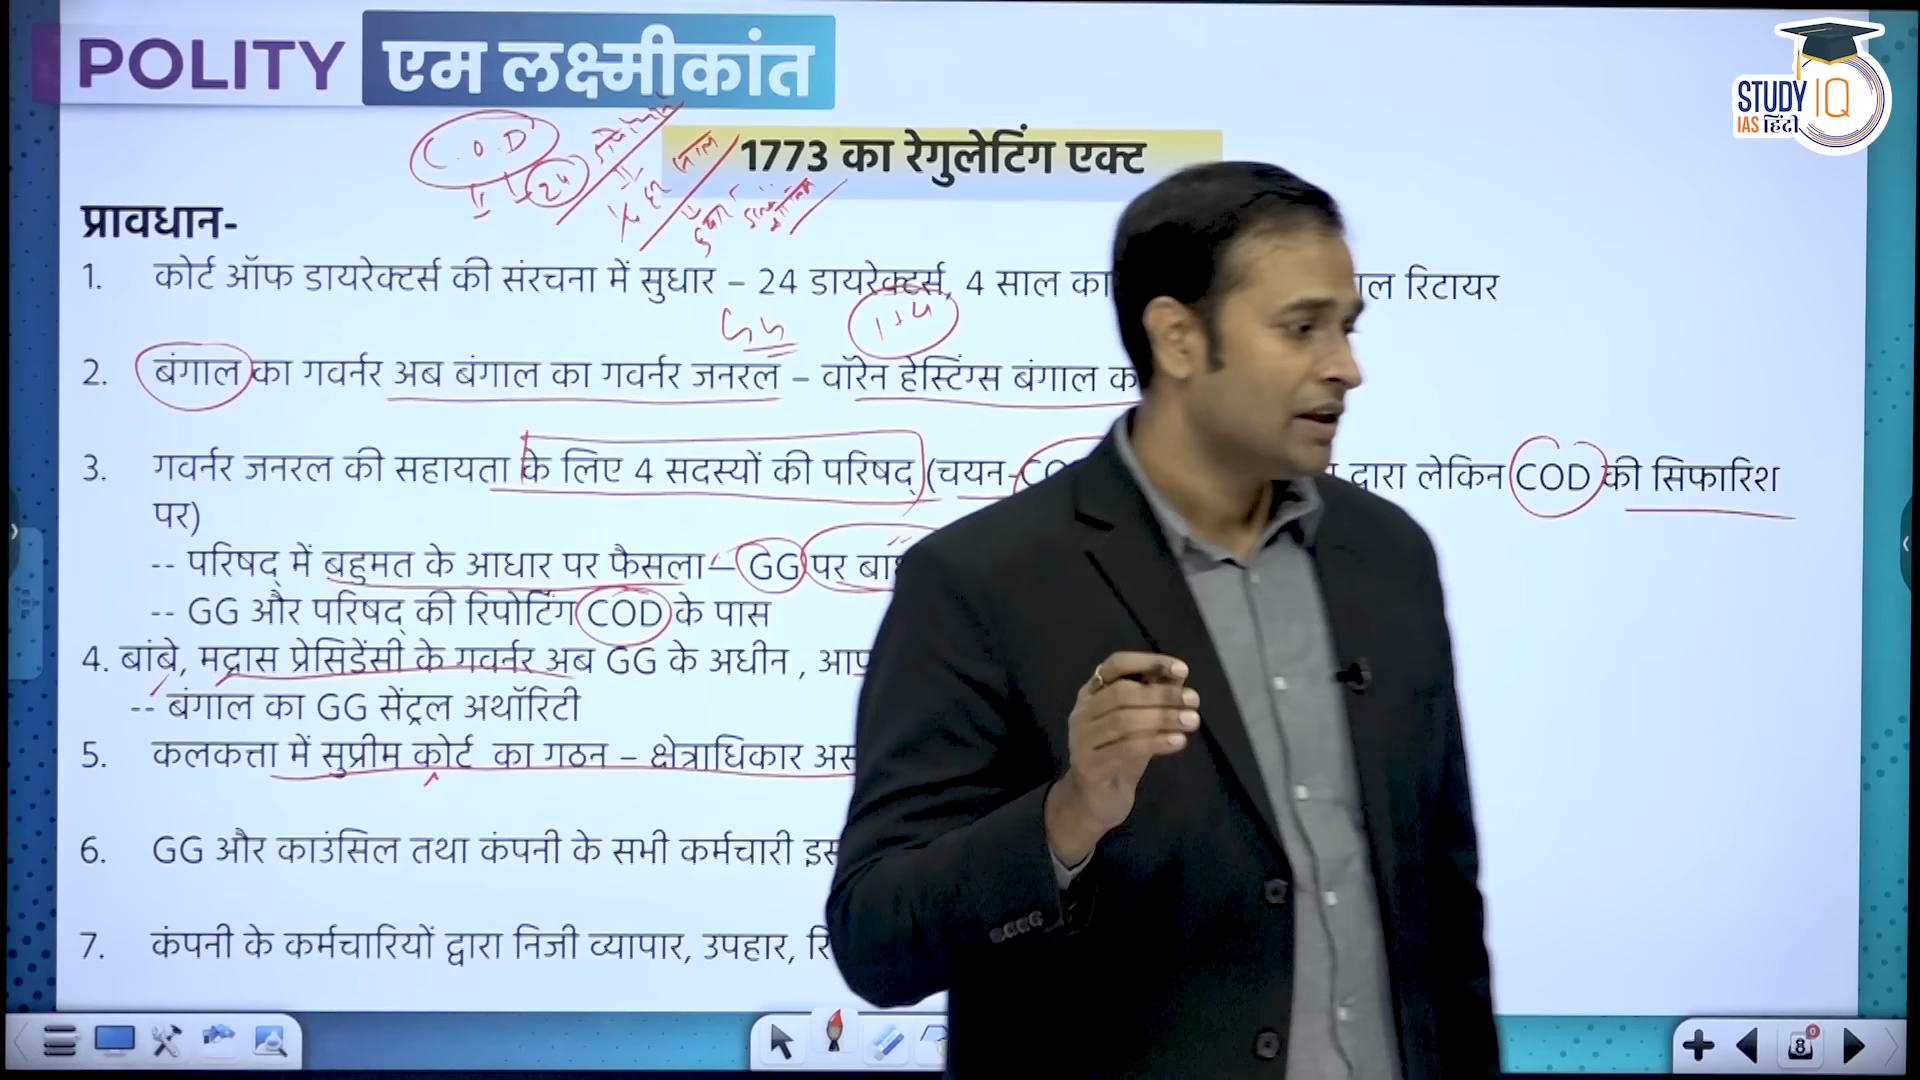 POLITY एम लक्ष्मीकांत
STUDY IQ
IAS हिंदी
C.O.D
24
1773 का रेगुलेटिंग एक्ट
प्रावधान-
1. कोर्ट ऑफ डायरेक्टर्स की संरचना में सुधार – 24 डायरेक्टर्स, 4 साल का रिटायर
1+4
2. बंगाल का गवर्नर अब बंगाल का गवर्नर जनरल – वॉरेन हेस्टिंग्स बंगाल
3. गवर्नर जनरल की सहायता के लिए 4 सदस्यों की परिषद् (चयन- द्वारा लेकिन COD की सिफारिश
पर)
-- परिषद् में बहुमत के आधार पर फैसला – GG पर
-- GG और परिषद् की रिपोर्टिंग COD के पास
4. बांबे, मद्रास प्रेसिडेंसी के गवर्नर अब GG के अधीन ,
-- बंगाल का GG सेंट्रल अथॉरिटी
5. कलकत्ता में सुप्रीम कोर्ट का गठन – क्षेत्राधिकार
6. GG और काउंसिल तथा कंपनी के सभी कर्मचारी
7. कंपनी के कर्मचारियों द्वारा निजी व्यापार, उपहार,
8